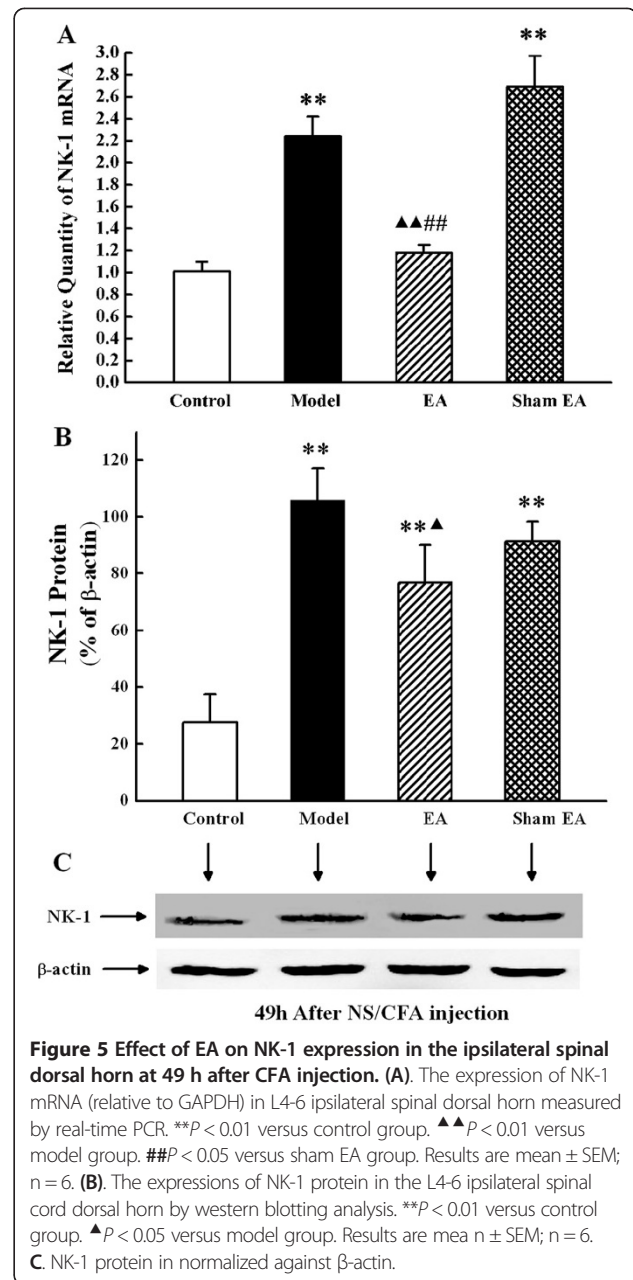 A
Relative Quantity of NK-1 mRNA
3.0
2.8
2.6
2.4
2.2
2.0
1.8
1.6
1.4
1.2
1.0
0.8
0.6
0.4
0.2
0.0
**
▲▲##
**
Control Model EA Sham EA
B
NK-1 Protein
(% of β-actin)
120
100
80
60
40
20
0
**
**▲
**
Control Model EA Sham EA
C
NK-1
β-actin
49h After NS/CFA injection
Figure 5 Effect of EA on NK-1 expression in the ipsilateral spinal
dorsal horn at 49 h after CFA injection. (A). The expression of NK-1
mRNA (relative to GAPDH) in L4-6 ipsilateral spinal dorsal horn measured
by real-time PCR. **P < 0.01 versus control group. ▲▲P < 0.01 versus
model group. ##P < 0.05 versus sham EA group. Results are mean ± SEM;
n = 6. (B). The expressions of NK-1 protein in the L4-6 ipsilateral spinal
cord dorsal horn by western blotting analysis. **P < 0.01 versus control
group. ▲P < 0.05 versus model group. Results are mea n ± SEM; n = 6.
C. NK-1 protein in normalized against β-actin.